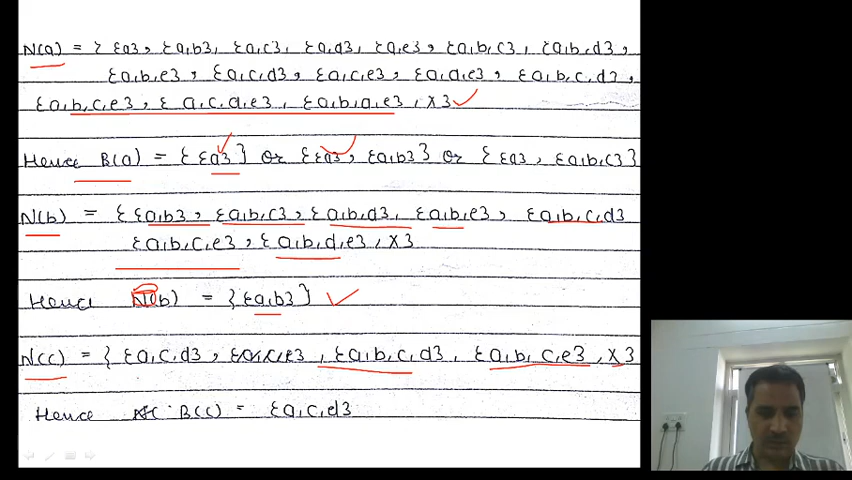 N(a) = { {a}, {a,b}, {a,c}, {a,d}, {a,e}, {a,b,c}, {a,b,d},
{a,b,e}, {a,c,d}, {a,c,e}, {a,d,e}, {a,b,c,d},
{a,b,c,e}, {a,c,d,e}, {a,b,d,e}, X}
Hence B(a) = { {a} } or { {a}, {a,b} } or { {a}, {a,b,c} }
N(b) = { {a,b}, {a,b,c}, {a,b,d}, {a,b,e}, {a,b,c,d}
{a,b,c,e}, {a,b,d,e}, X}
Hence N(b) = { {a,b} }
N(c) = { {a,c,d}, , {a,b,c,d}, {a,b,c,e}, X}
Hence B(c) = {a,c,d}